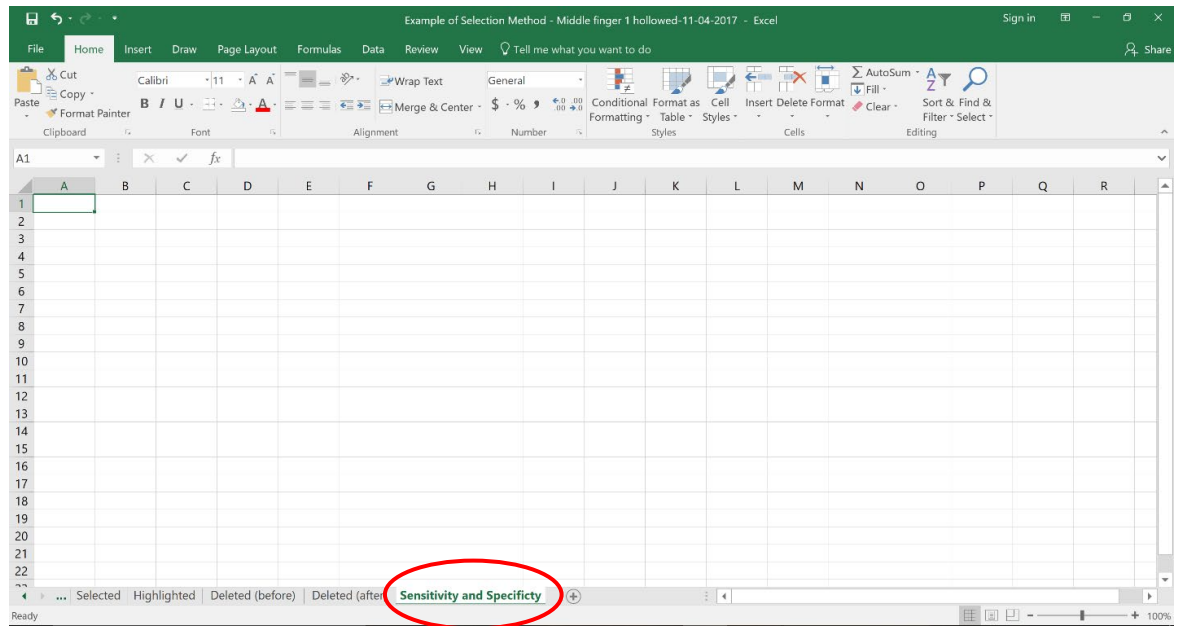 Example of Selection Method - Middle finger 1 hollowed-11-04-2017 - Excel Sign in
File Home Insert Draw Page Layout Formulas Data Review View Tell me what you want to do Share
Paste
Cut
Copy
Format Painter
Clipboard
Calibri 11 A A
B I U A
Font
Wrap Text
Merge & Center
Alignment
General
$ % , .0 .00 .00 .0
Number
Conditional Formatting
Format as Table
Cell Styles
Styles
Insert Delete Format
Cells
AutoSum
Fill
Clear
Sort & Filter
Find & Select
Editing
A1 fx
A B C D E F G H I J K L M N O P Q R
1
2
3
4
5
6
7
8
9
10
11
12
13
14
15
16
17
18
19
20
21
22
... Selected Highlighted Deleted (before) Deleted (after Sensitivity and Specificty
Ready 100%